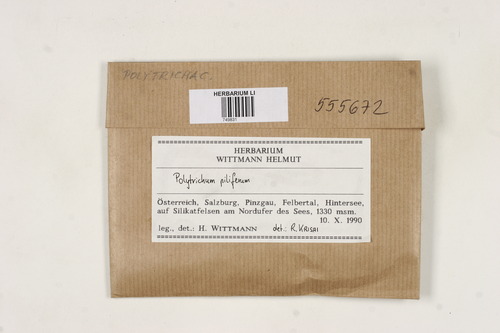 POLYTRICHAC.
HERBARIUM LI
749831
555672
HERBARIUM
WITTMANN HELMUT
Polytrichum piliferum
Österreich, Salzburg, Pinzgau, Felbertal, Hintersee,
auf Silikatfelsen am Nordufer des Sees, 1330 msm.
10. X. 1990
leg., det.: H. WITTMANN det.: R. KRISAI